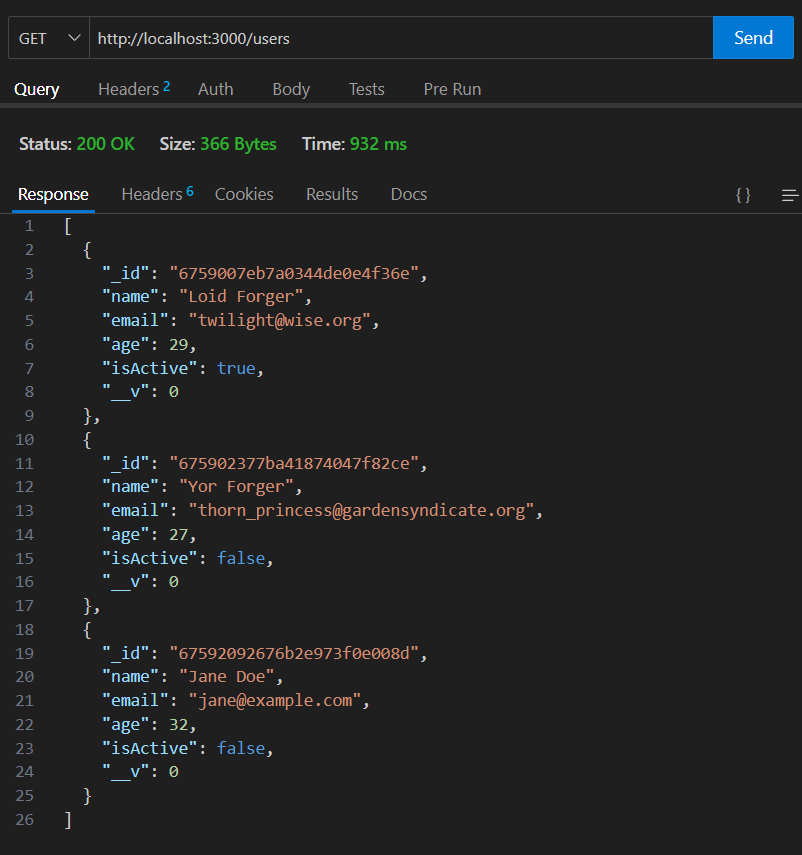 GET http://localhost:3000/users Send
Query Headers 2 Auth Body Tests Pre Run
Status: 200 OK Size: 366 Bytes Time: 932 ms
Response Headers 6 Cookies Results Docs { }
1 [
2 {
3 "_id": "6759007eb7a0344de0e4f36e",
4 "name": "Loid Forger",
5 "email": "twilight@wise.org",
6 "age": 29,
7 "isActive": true,
8 "__v": 0
9 },
10 {
11 "_id": "675902377ba41874047f82ce",
12 "name": "Yor Forger",
13 "email": "thorn_princess@gardensyndicate.org",
14 "age": 27,
15 "isActive": false,
16 "__v": 0
17 },
18 {
19 "_id": "67592092676b2e973f0e008d",
20 "name": "Jane Doe",
21 "email": "jane@example.com",
22 "age": 32,
23 "isActive": false,
24 "__v": 0
25 }
26 ]